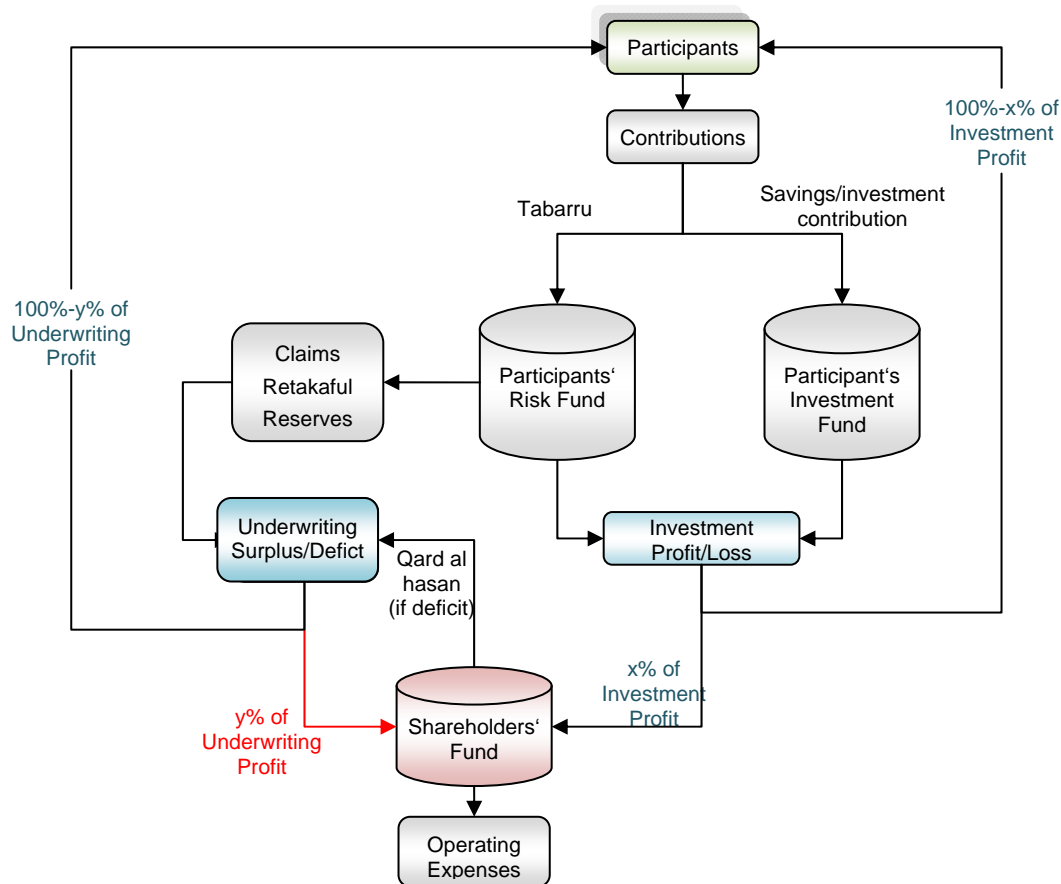 Participants
Contributions
100%-x% of
Investment
Profit
Tabarru
Savings/investment
contribution
100%-y% of
Underwriting
Profit
Claims
Retakaful
Reserves
Participants‘
Risk Fund
Participant‘s
Investment
Fund
Underwriting
Surplus/Defict
Qard al
hasan
(if deficit)
Investment
Profit/Loss
x% of
Investment
Profit
y% of
Underwriting
Profit
Shareholders‘
Fund
Operating
Expenses